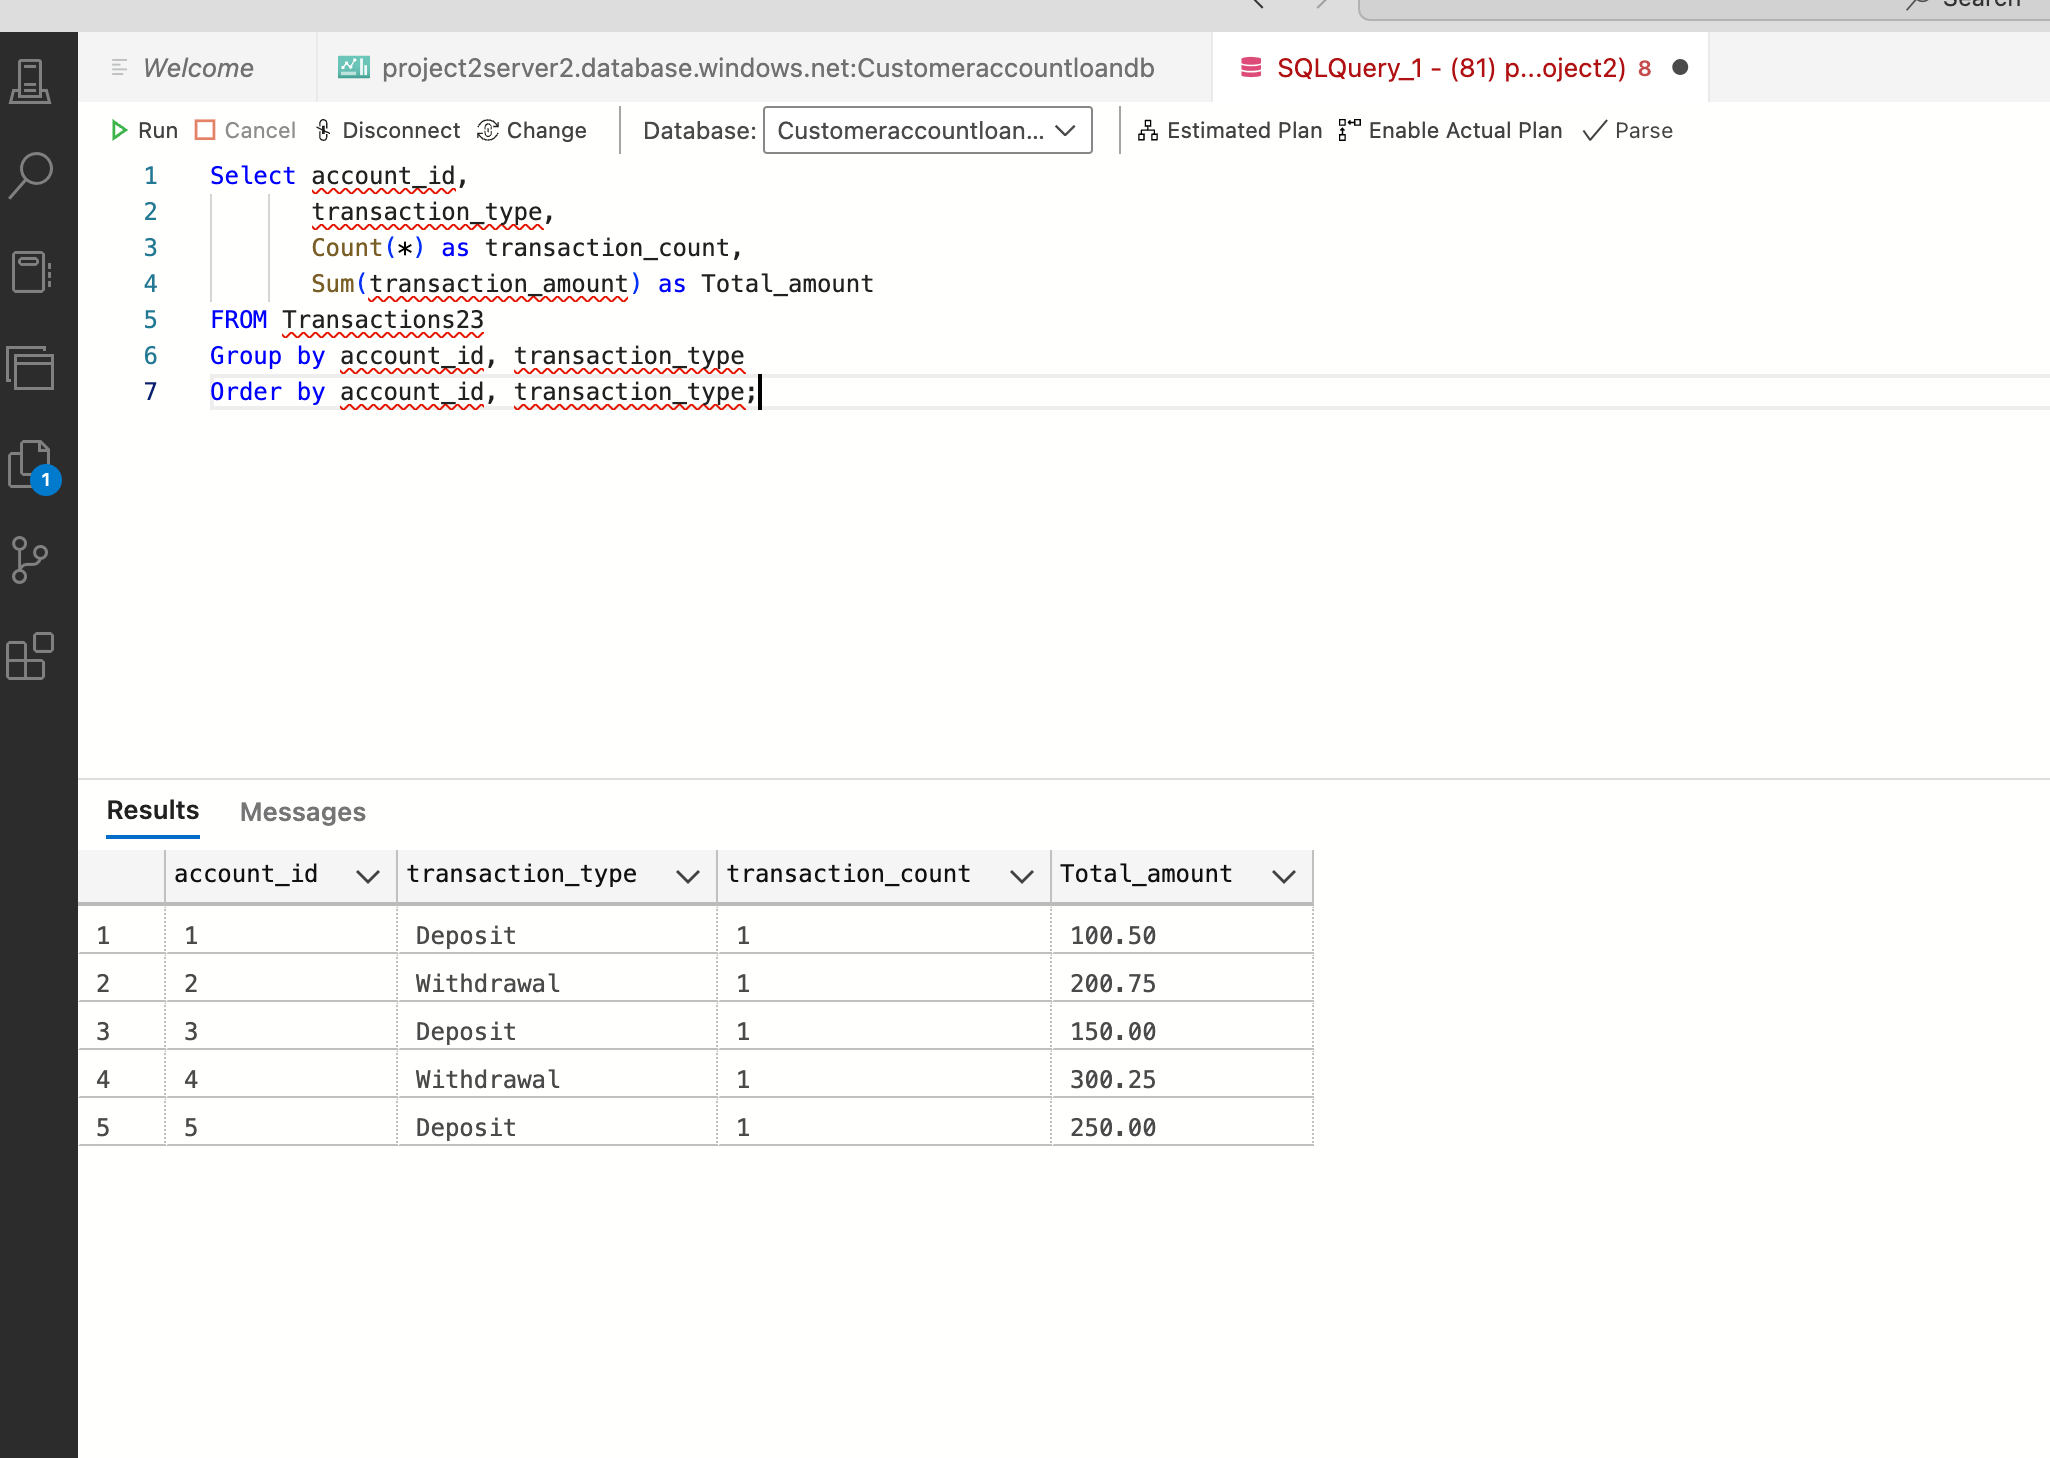 Search
Welcome
project2server2.database.windows.net:Customeraccountloandb
SQLQuery_1 - (81) p...oject2) 8
Run Cancel Disconnect Change Database: Customeraccountloan... Estimated Plan Enable Actual Plan Parse
1 Select account_id,
2 transaction_type,
3 Count(*) as transaction_count,
4 Sum(transaction_amount) as Total_amount
5 FROM Transactions23
6 Group by account_id, transaction_type
7 Order by account_id, transaction_type;
1
Results Messages
account_id transaction_type transaction_count Total_amount
1 1 Deposit 1 100.50
2 2 Withdrawal 1 200.75
3 3 Deposit 1 150.00
4 4 Withdrawal 1 300.25
5 5 Deposit 1 250.00